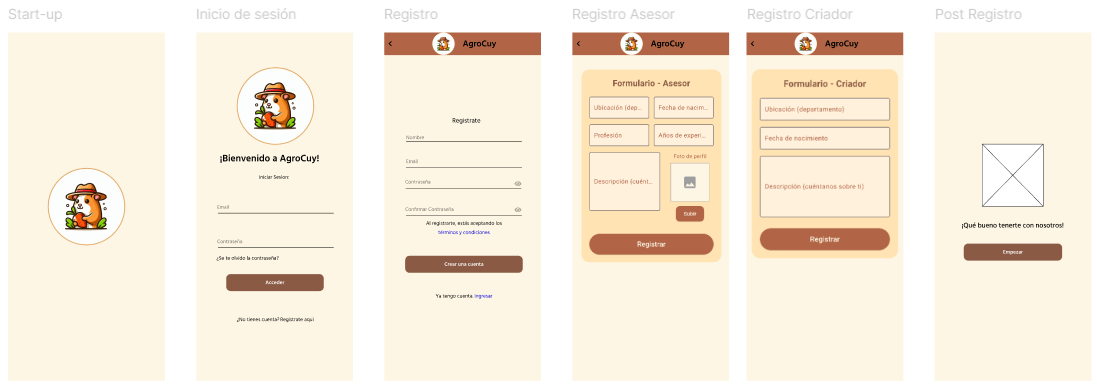 Start-up
Inicio de sesión
¡Bienvenido a AgroCuy!
Iniciar Sesion:
Email
Contraseña
¿Se te olvido la contraseña?
Acceder
¿No tienes cuenta? Registrate aquí
Registro
AgroCuy
Registrate
Nombre
Email
Contraseña
Confirmar Contraseña
Al registrarte, estás aceptando los
términos y condiciones
Crear una cuenta
Ya tengo cuenta. Ingresar
Registro Asesor
AgroCuy
Formulario - Asesor
Ubicación (dep...
Fecha de nacim...
Profesión
Años de exper...
Foto de perfil
Descripción (cuént...
Subir
Registrar
Registro Criador
AgroCuy
Formulario - Criador
Ubicación (departamento)
Fecha de nacimiento
Descripción (cuéntanos sobre ti)
Registrar
Post Registro
¡Qué bueno tenerte con nosotros!
Empezar